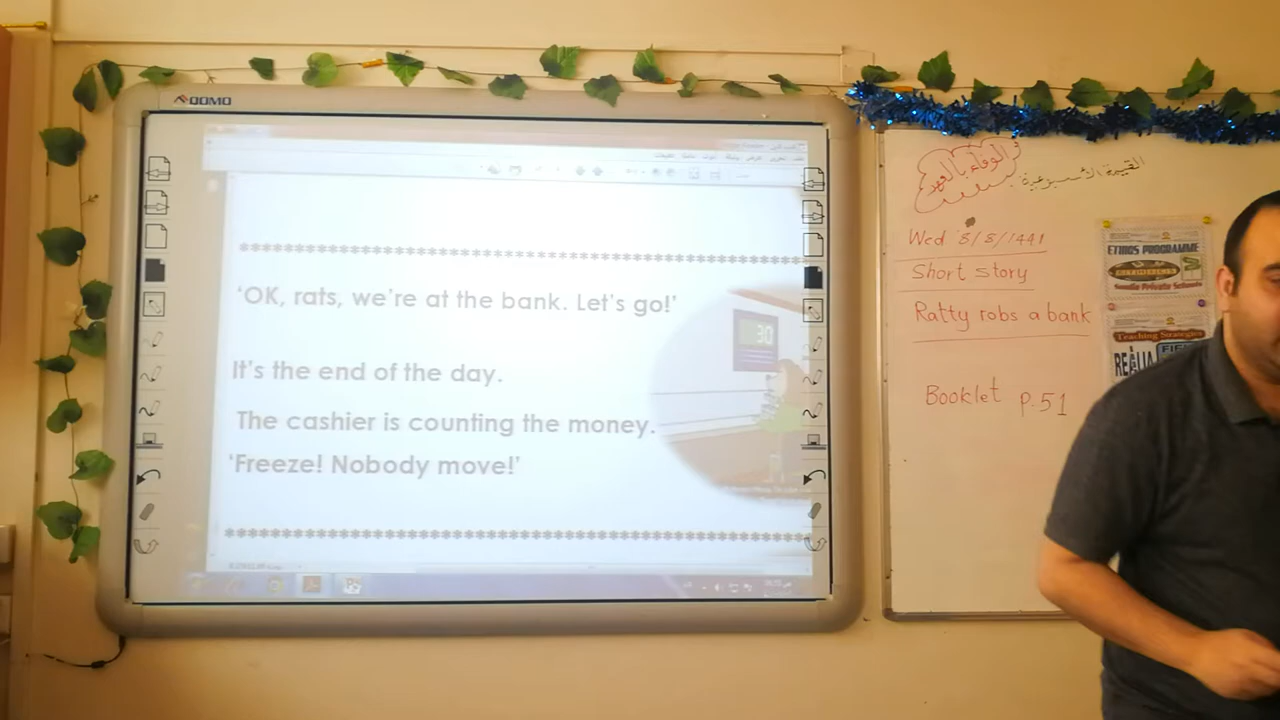 QOMO
'OK, rats, we're at the bank. Let's go!'
It's the end of the day.
The cashier is counting the money.
'Freeze! Nobody move!'
30
الوفاء بالعهد
القيمة الأسبوعية
Wed 8/8/1441
Short story
Ratty robs a bank
Booklet p.51
ETHICS PROGRAMME
Teaching Strategies